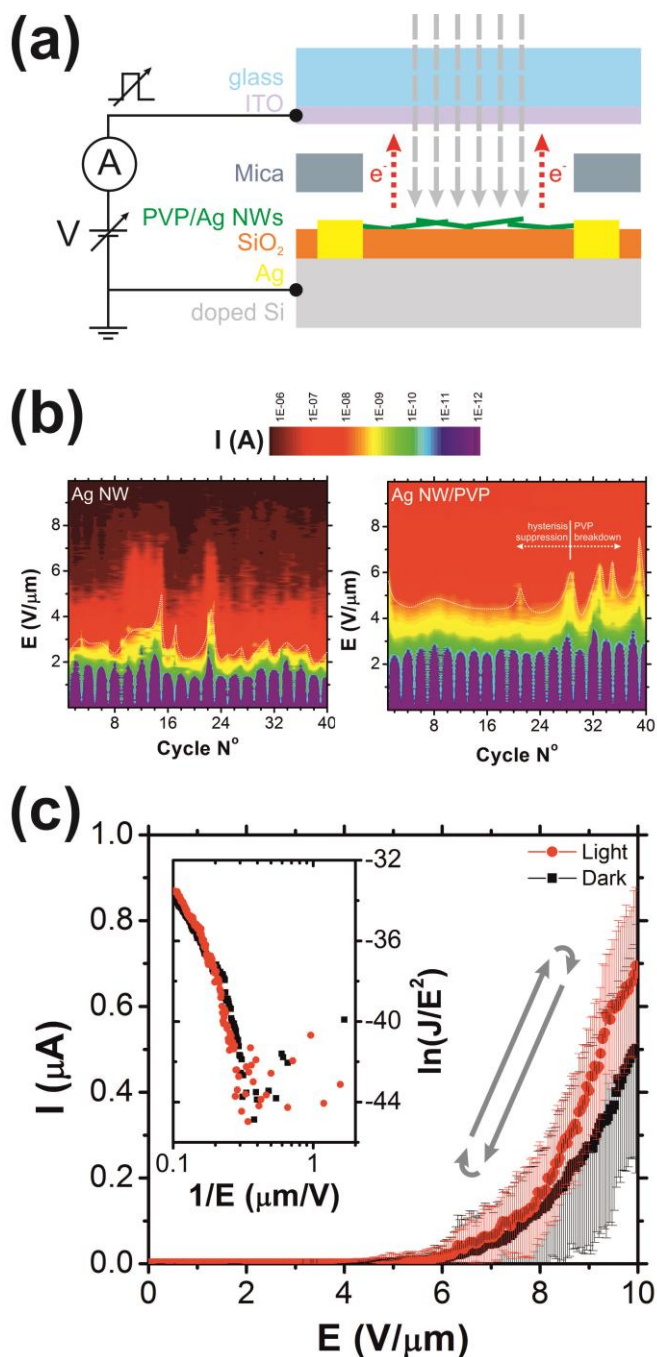 (a)
glass
ITO
A
Mica
e-
e-
V
PVP/Ag NWs
SiO2
Ag
doped Si
(b)
I (A)
1E-06
1E-07
1E-08
1E-09
1E-10
1E-11
1E-12
Ag NW
E (V/μm)
8
6
4
2
8 16 24 32 40
Cycle N°
Ag NW/PVP
hysterisis PVP
suppression breakdown
E (V/μm)
8
6
4
2
8 16 24 32 40
Cycle N°
(c)
I (μA)
1.0
0.8
0.6
0.4
0.2
0.0
0 2 4 6 8 10
E (V/μm)
Light
Dark
-32
-36
-40
-44
ln(J/E²)
0.1 1
1/E (μm/V)